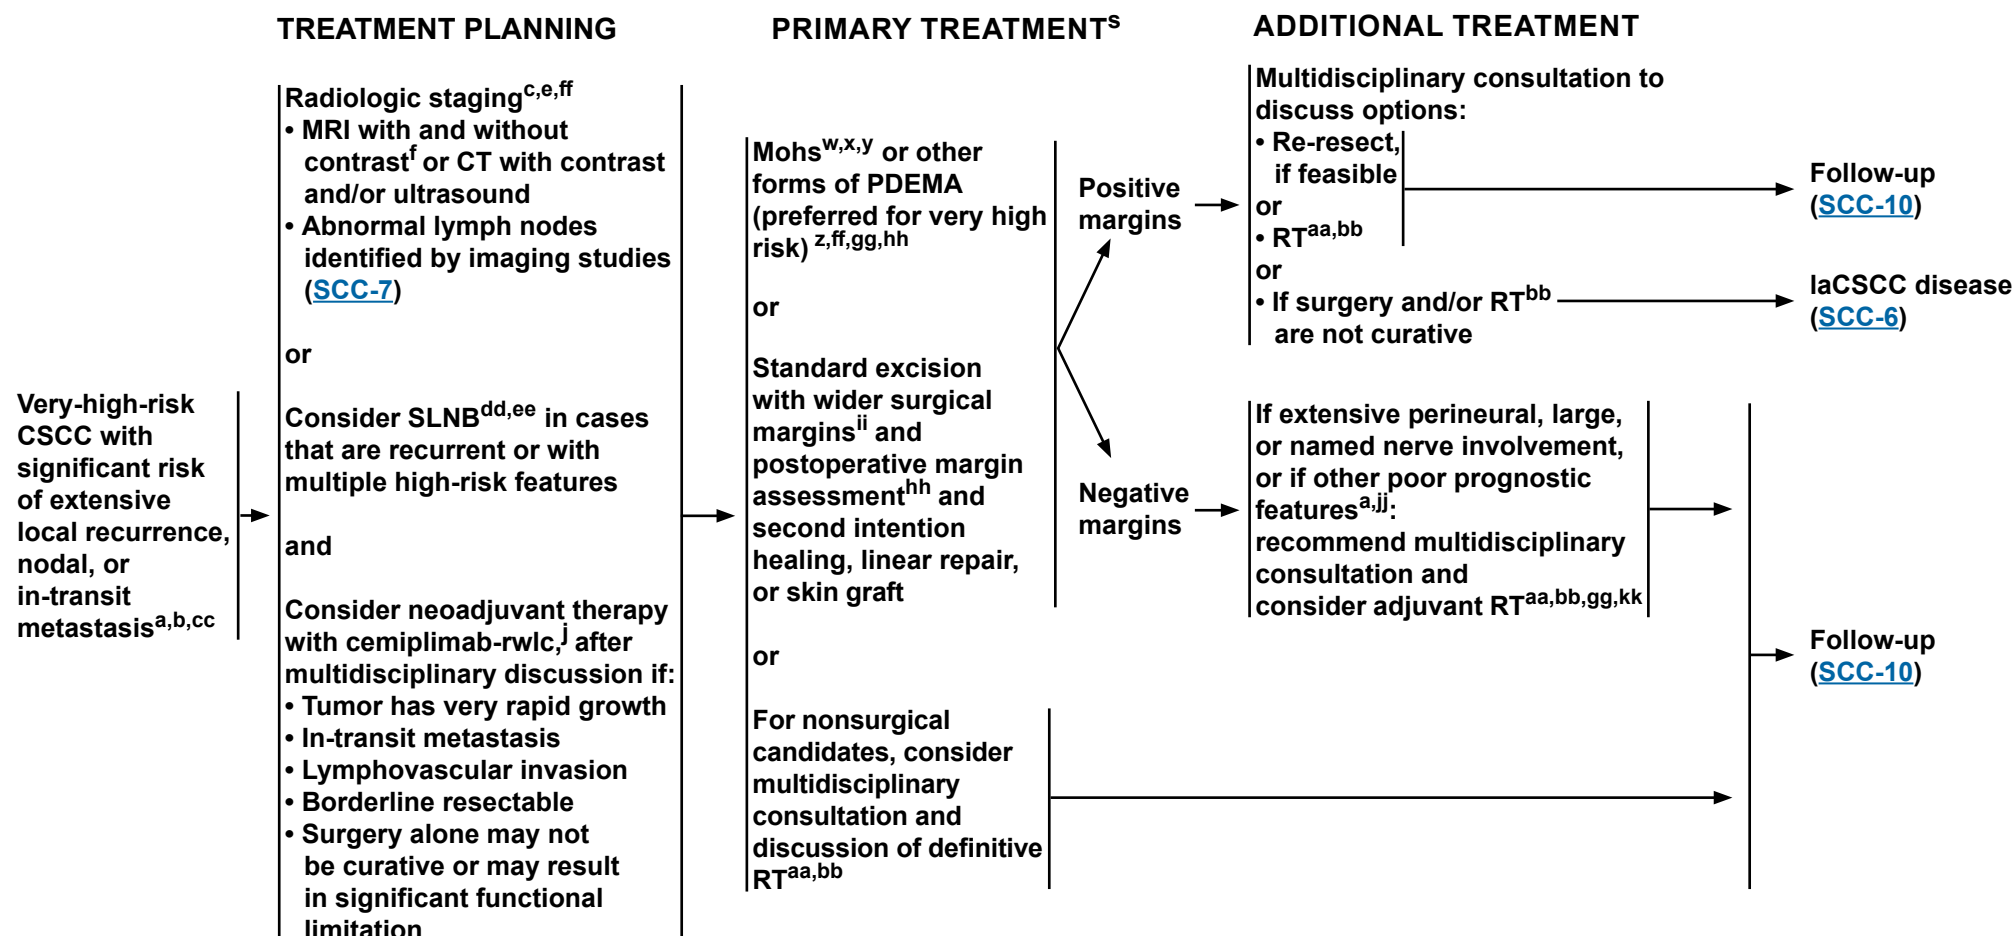 TREATMENT PLANNING
PRIMARY TREATMENTs
ADDITIONAL TREATMENT
Very-high-risk
CSCC with
significant risk
of extensive
local recurrence,
nodal, or
in-transit
metastasisa,b,cc
Radiologic stagingc,e,ff
• MRI with and without
contrastf or CT with contrast
and/or ultrasound
• Abnormal lymph nodes
identified by imaging studies
(SCC-7)
or
Consider SLNBdd,ee in cases
that are recurrent or with
multiple high-risk features
and
Consider neoadjuvant therapy
with cemiplimab-rwlc,j after
multidisciplinary discussion if:
• Tumor has very rapid growth
• In-transit metastasis
• Lymphovascular invasion
• Borderline resectable
• Surgery alone may not
be curative or may result
in significant functional
limitation
Mohsw,x,y or other
forms of PDEMA
(preferred for very high
risk) z,ff,gg,hh
or
Standard excision
with wider surgical
marginsii and
postoperative margin
assessmenthh and
second intention
healing, linear repair,
or skin graft
or
For nonsurgical
candidates, consider
multidisciplinary
consultation and
discussion of definitive
RTaa,bb
Positive
margins
Negative
margins
Multidisciplinary consultation to
discuss options:
• Re-resect,
if feasible
or
• RTaa,bb
or
• If surgery and/or RTbb
are not curative
If extensive perineural, large,
or named nerve involvement,
or if other poor prognostic
featuresa,jj:
recommend multidisciplinary
consultation and
consider adjuvant RTaa,bb,gg,kk
Follow-up
(SCC-10)
laCSCC disease
(SCC-6)
Follow-up
(SCC-10)